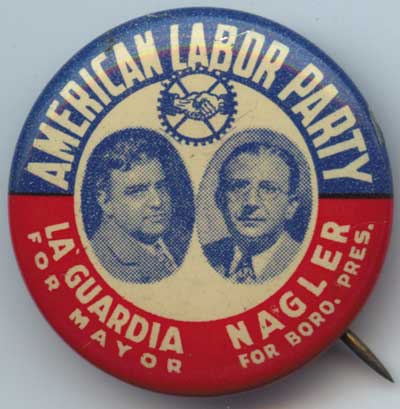 AMERICAN LABOR PARTY
LA GUARDIA
FOR MAYOR
NAGLER
FOR BORO. PRES.